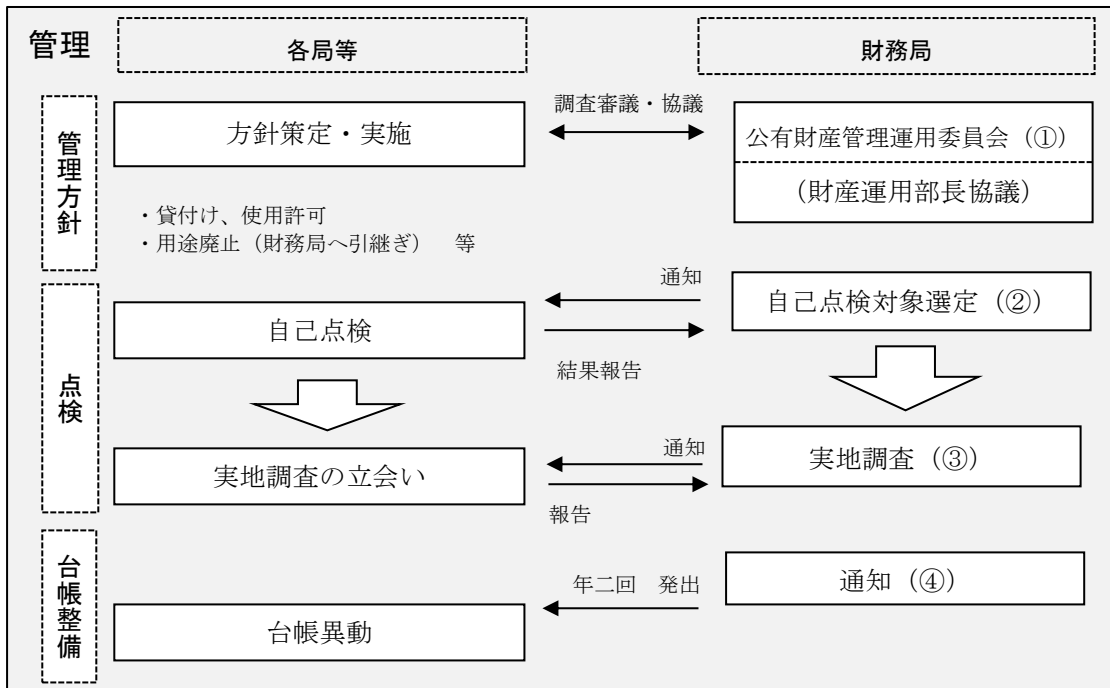 管理
各局等
財務局
管理方針
方針策定・実施
調査審議・協議
公有財産管理運用委員会（①）
（財産運用部長協議）
・貸付け、使用許可
・用途廃止（財務局へ引継ぎ）　等
点検
通知
自己点検対象選定（②）
自己点検
結果報告
実地調査の立会い
通知
実地調査（③）
報告
台帳整備
年二回　発出
通知（④）
台帳異動